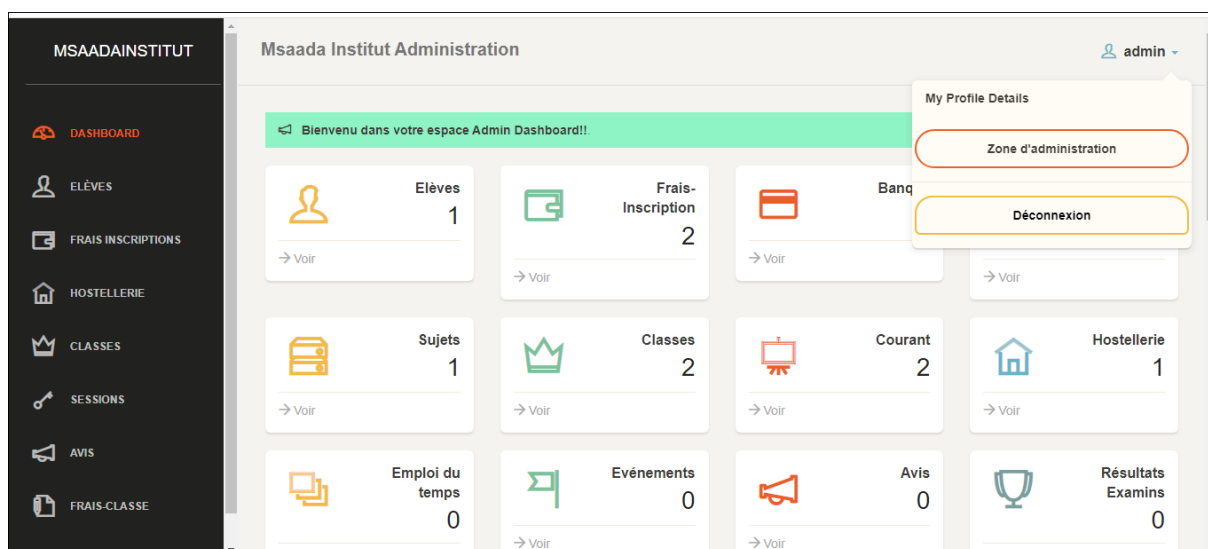 MSAADAINSTITUT
Msaada Institut Administration
admin
My Profile Details
Zone d'administration
Déconnexion
DASHBOARD
ELÈVES
FRAIS INSCRIPTIONS
HOSTELLERIE
CLASSES
SESSIONS
AVIS
FRAIS-CLASSE
Bienvenu dans votre espace Admin Dashboard!!.
Elèves
1
Voir
Frais-
Inscription
2
Voir
Voir
Voir
Sujets
1
Voir
Classes
2
Voir
Courant
2
Voir
Hostellerie
1
Voir
Emploi du
temps
0
Evénements
0
Voir
Avis
0
Voir
Résultats
Examins
0